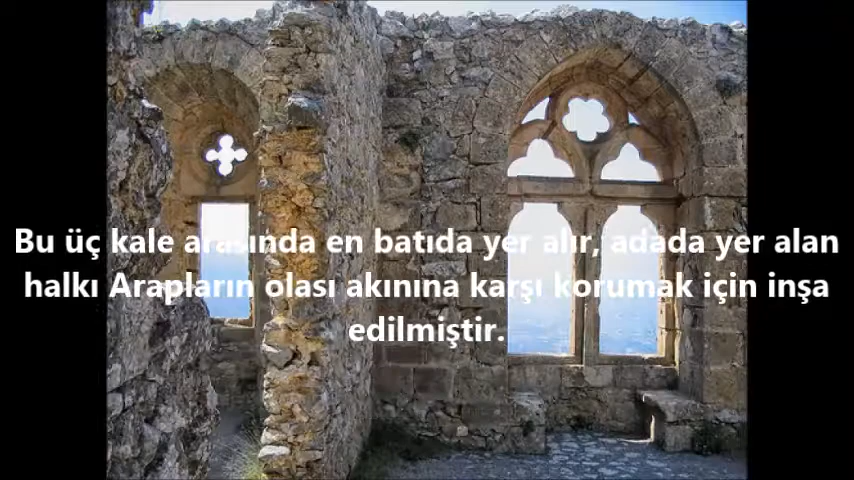 Bu üç kale arasında en batıda yer alır, adada yer alan
halkı Arapların olası akınına karşı korumak için inşa
edilmiştir.